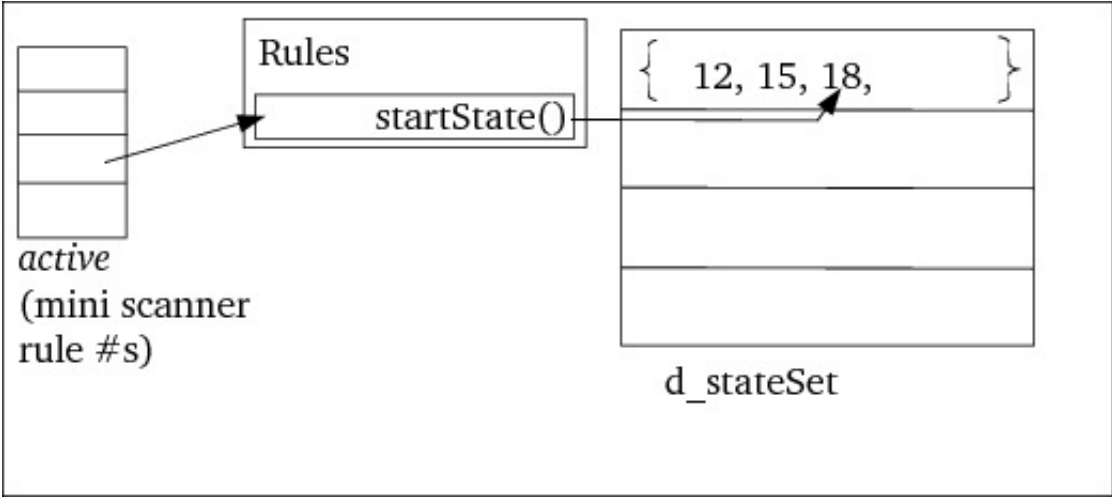 Rules
{ 12, 15, 18, }
startState()
active
(mini scanner
rule #s)
d_stateSet